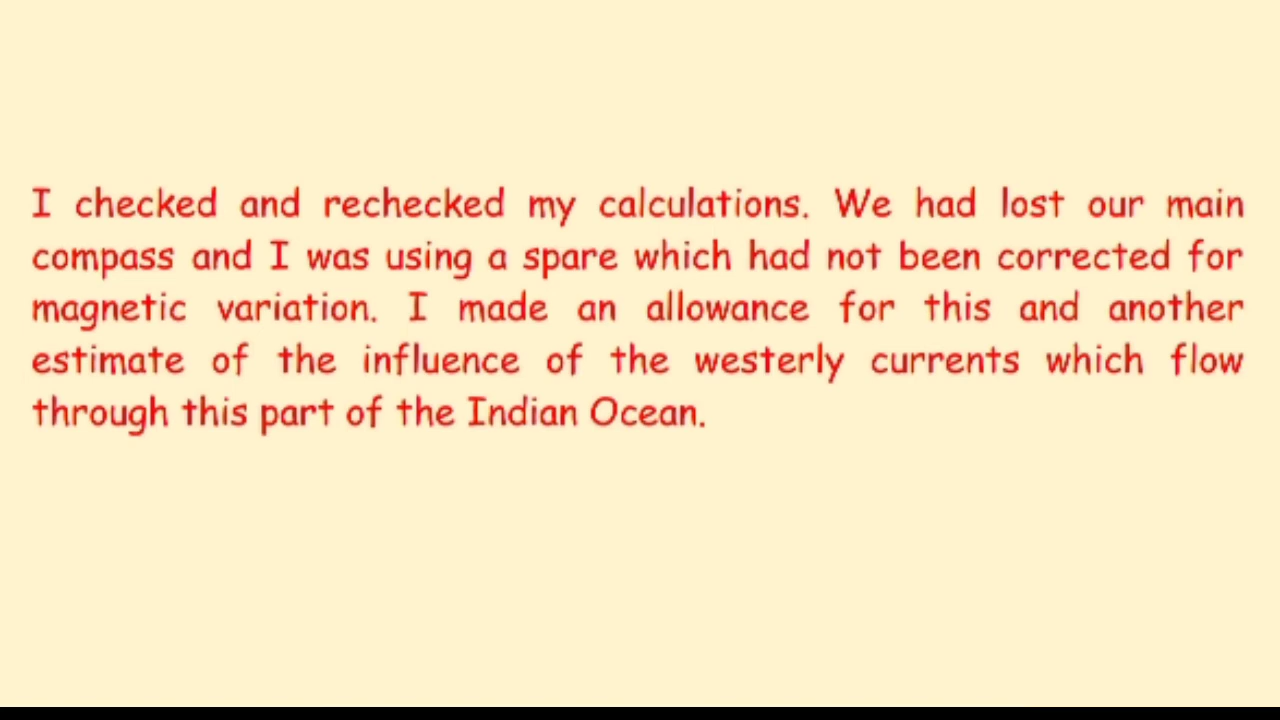 I checked and rechecked my calculations. We had lost our main
compass and I was using a spare which had not been corrected for
magnetic variation. I made an allowance for this and another
estimate of the influence of the westerly currents which flow
through this part of the Indian Ocean.